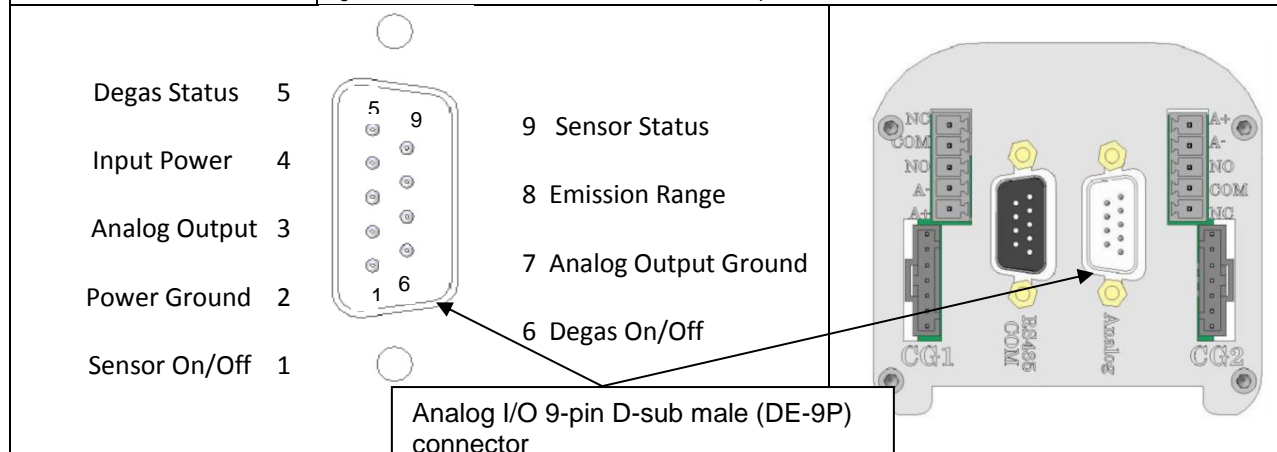 Degas Status 5
Input Power 4
Analog Output 3
Power Ground 2
Sensor On/Off 1
5
9
1
6
9 Sensor Status
8 Emission Range
7 Analog Output Ground
6 Degas On/Off
Analog I/O 9-pin D-sub male (DE-9P)
connector
NC
COM
NO
A-
A+
A+
A-
NO
COM
NC
RS485
COM
Analog
CG1
CG2